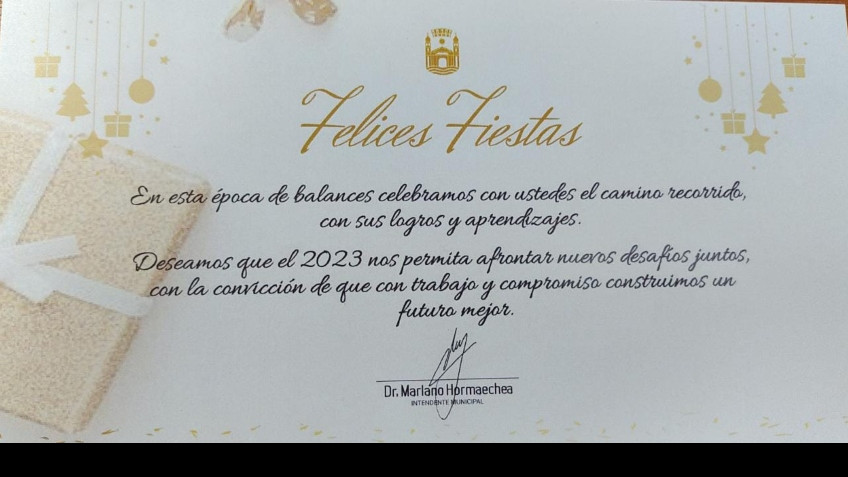 Felices Fiestas
En esta época de balances celebramos con ustedes el camino recorrido,
con sus logros y aprendizajes.
Deseamos que el 2023 nos permita afrontar nuevos desafíos juntos,
con la convicción de que con trabajo y compromiso construimos un
futuro mejor.
Dr. Mariano Hormaechea
INTENDENTE MUNICIPAL